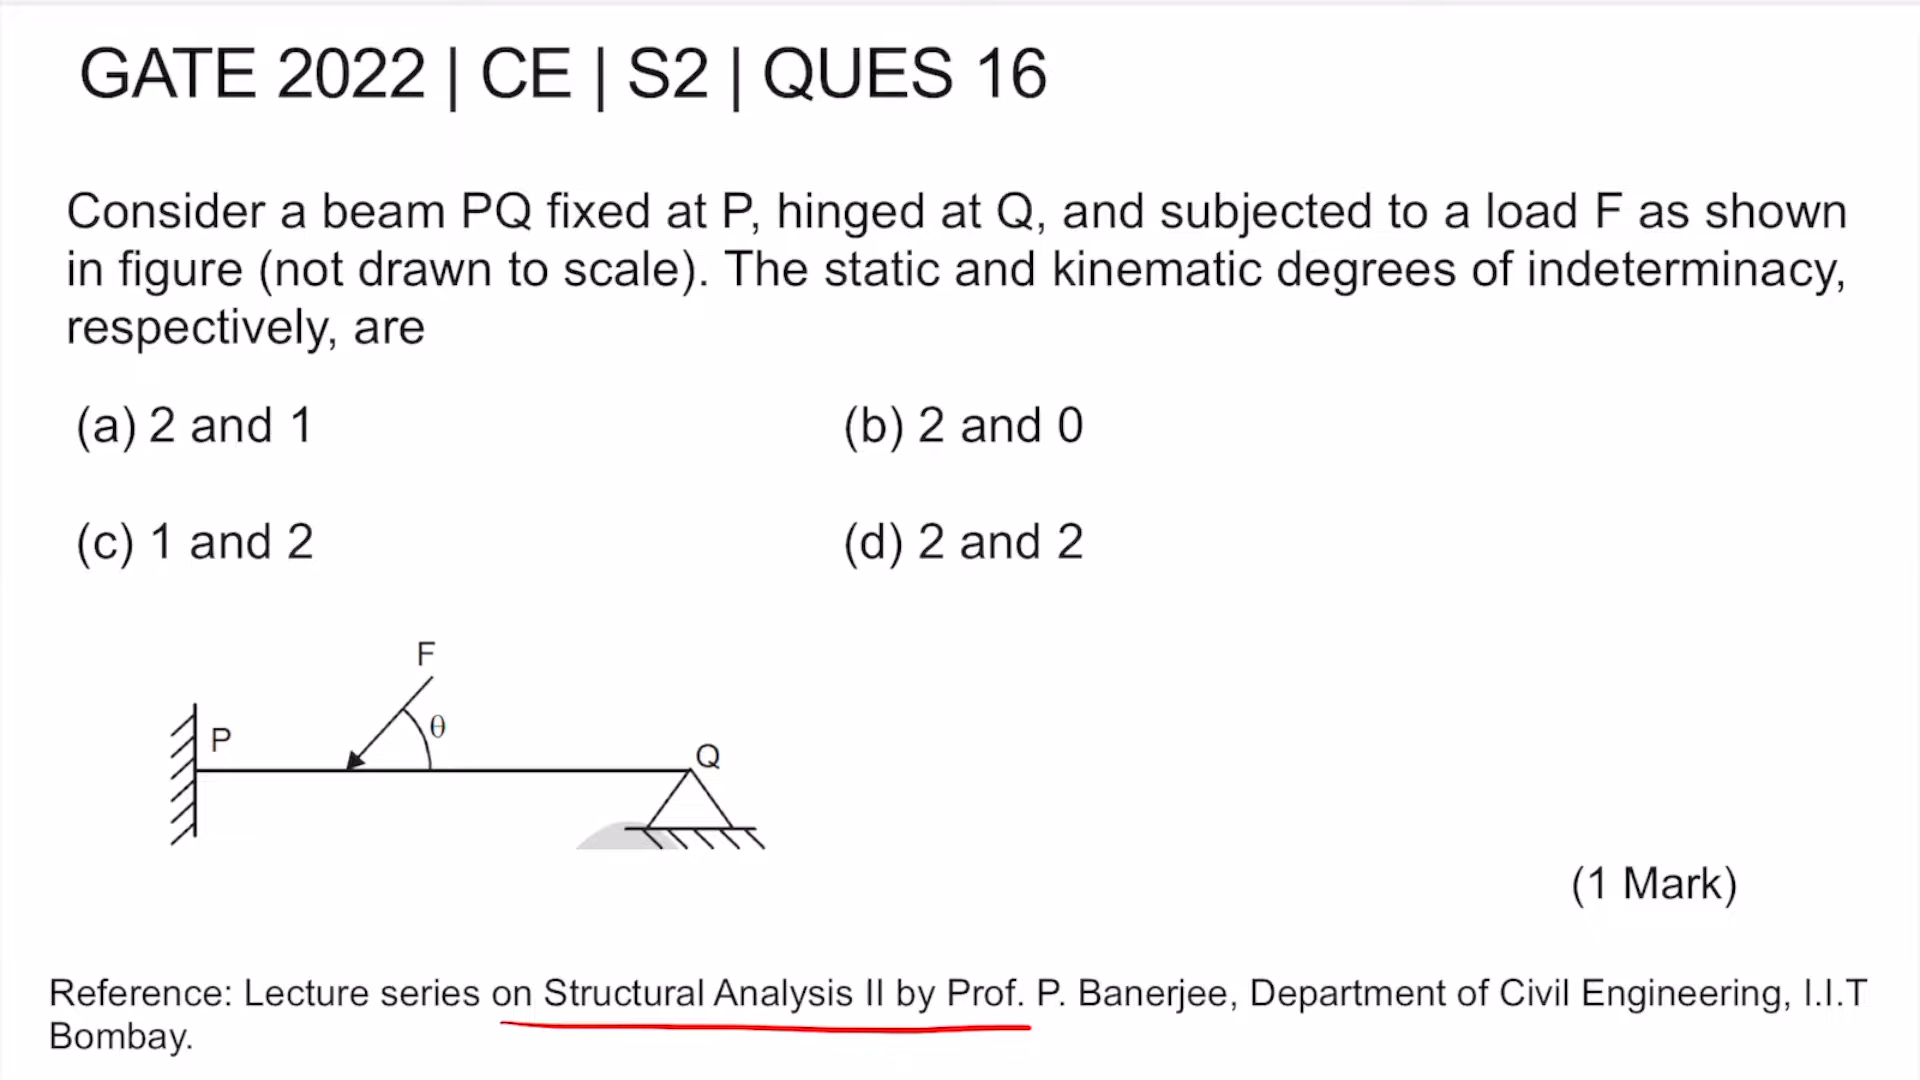 GATE 2022 | CE | S2 | QUES 16
Consider a beam PQ fixed at P, hinged at Q, and subjected to a load F as shown
in figure (not drawn to scale). The static and kinematic degrees of indeterminacy,
respectively, are
(a) 2 and 1
(b) 2 and 0
(c) 1 and 2
(d) 2 and 2
F
θ
P
Q
(1 Mark)
Reference: Lecture series on Structural Analysis II by Prof. P. Banerjee, Department of Civil Engineering, I.I.T
Bombay.